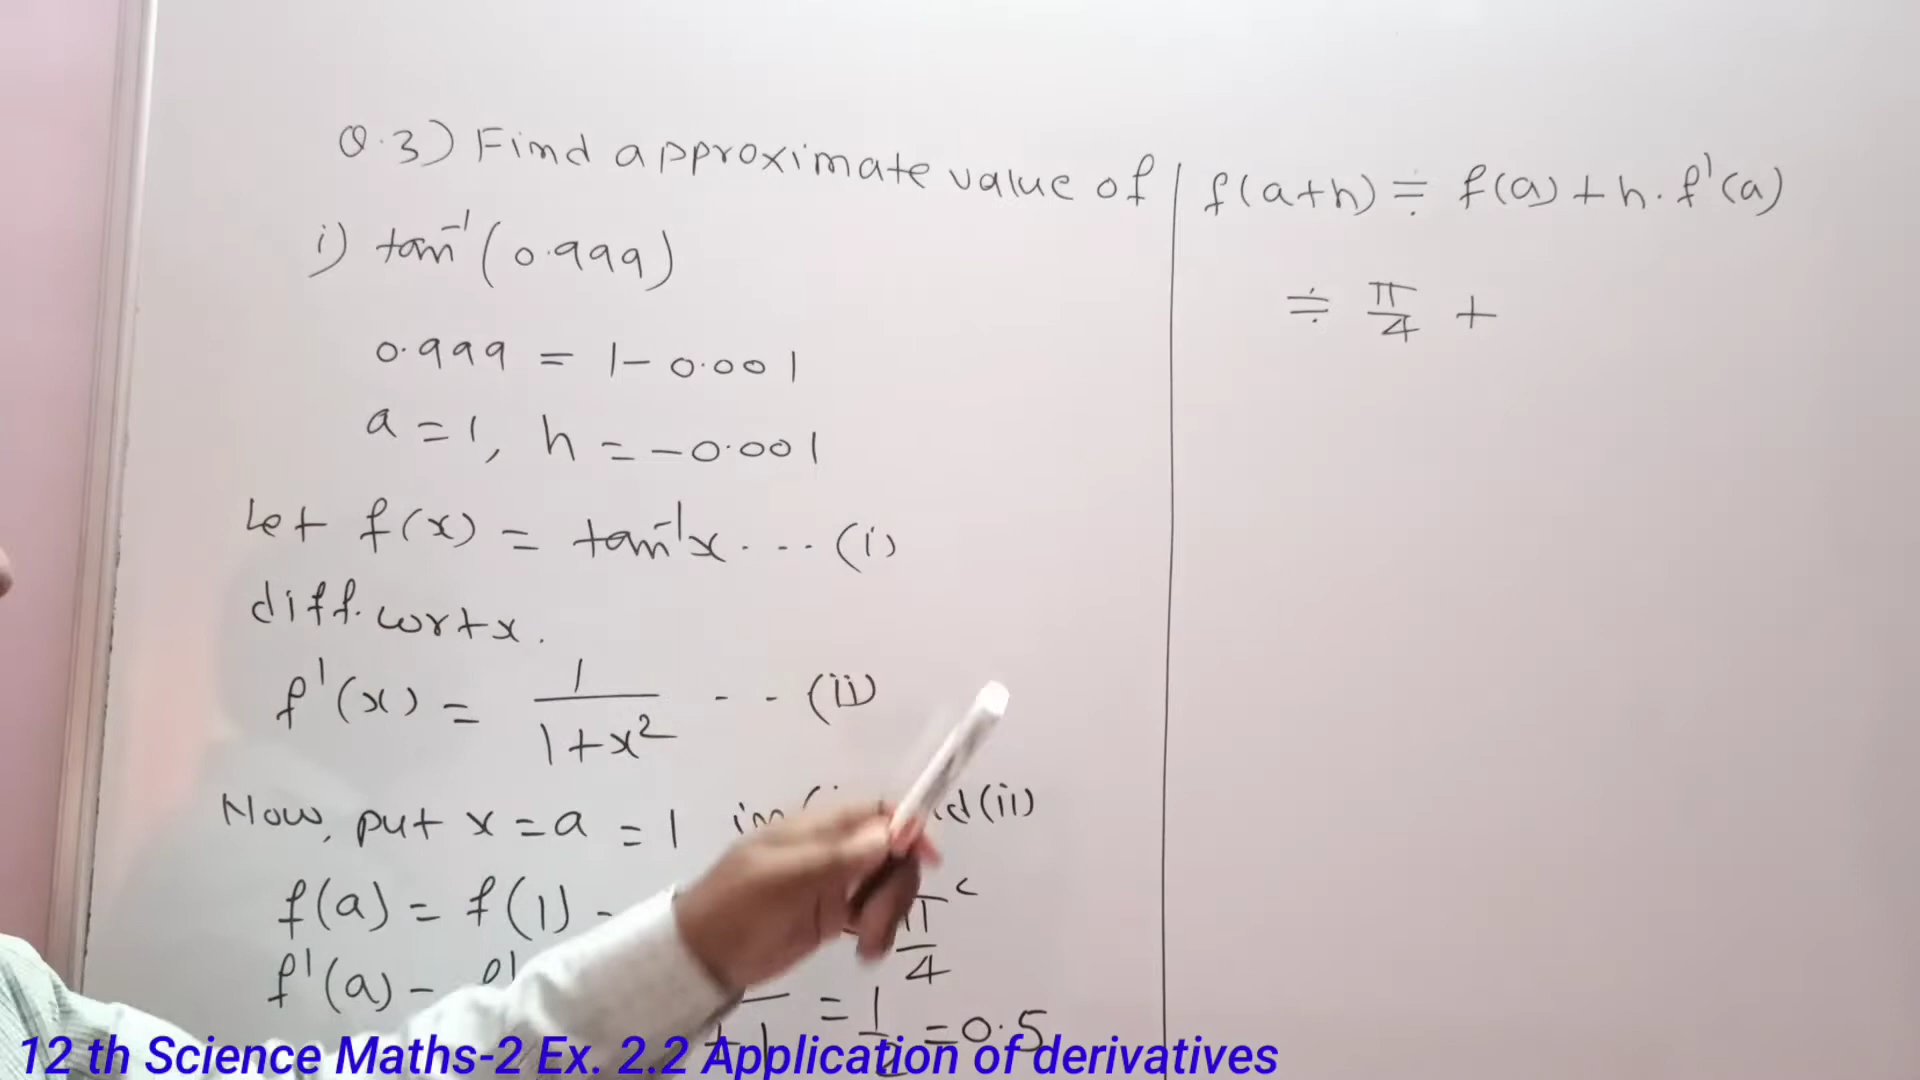 Q.3) Find approximate value of
i) tan⁻¹(0.999)
0.999 = 1 - 0.001
a = 1, h = -0.001
Let f(x) = tan⁻¹x . . . . (i)
diff. wrt x.
f'(x) = 1/(1+x²) . . (ii)
Now, put x = a = 1 in (ii)
f(a) = f(1) π/4 ᶜ
f'(a) = 1/2 = 0.5
f(a+h) ≑ f(a) + h. f'(a)
≑ π/4 +
12 th Science Maths-2 Ex. 2.2 Application of derivatives